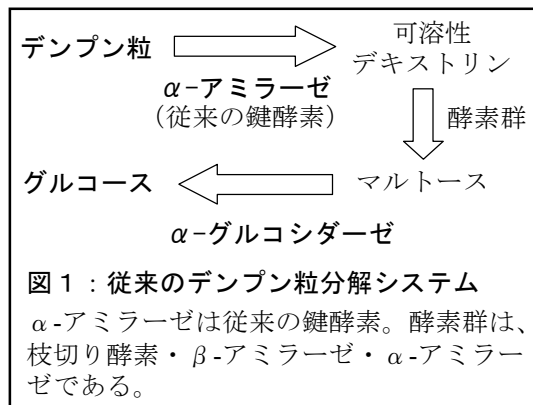 デンプン粒
可溶性
デキストリン
α-アミラーゼ
（従来の鍵酵素）
酵素群
グルコース
マルトース
α-グルコシダーゼ
図１：従来のデンプン粒分解システム
α-アミラーゼは従来の鍵酵素。酵素群は、
枝切り酵素・β-アミラーゼ・α-アミラー
ゼである。